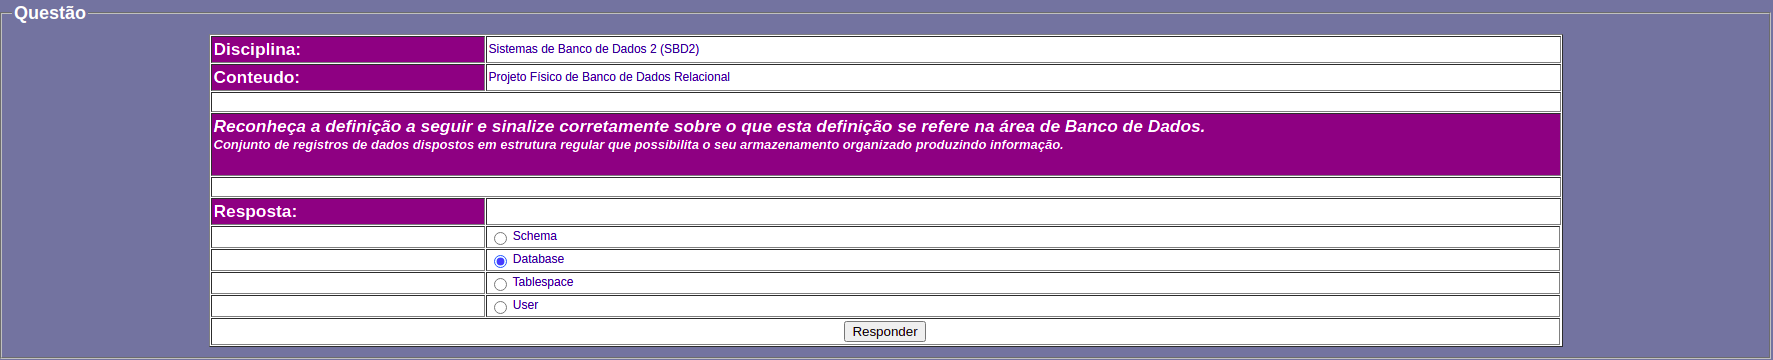 Questão
Disciplina: Sistemas de Banco de Dados 2 (SBD2)
Conteudo: Projeto Físico de Banco de Dados Relacional
Reconheça a definição a seguir e sinalize corretamente sobre o que esta definição se refere na área de Banco de Dados.
Conjunto de registros de dados dispostos em estrutura regular que possibilita o seu armazenamento organizado produzindo informação.
Resposta:
Schema
Database
Tablespace
User
Responder